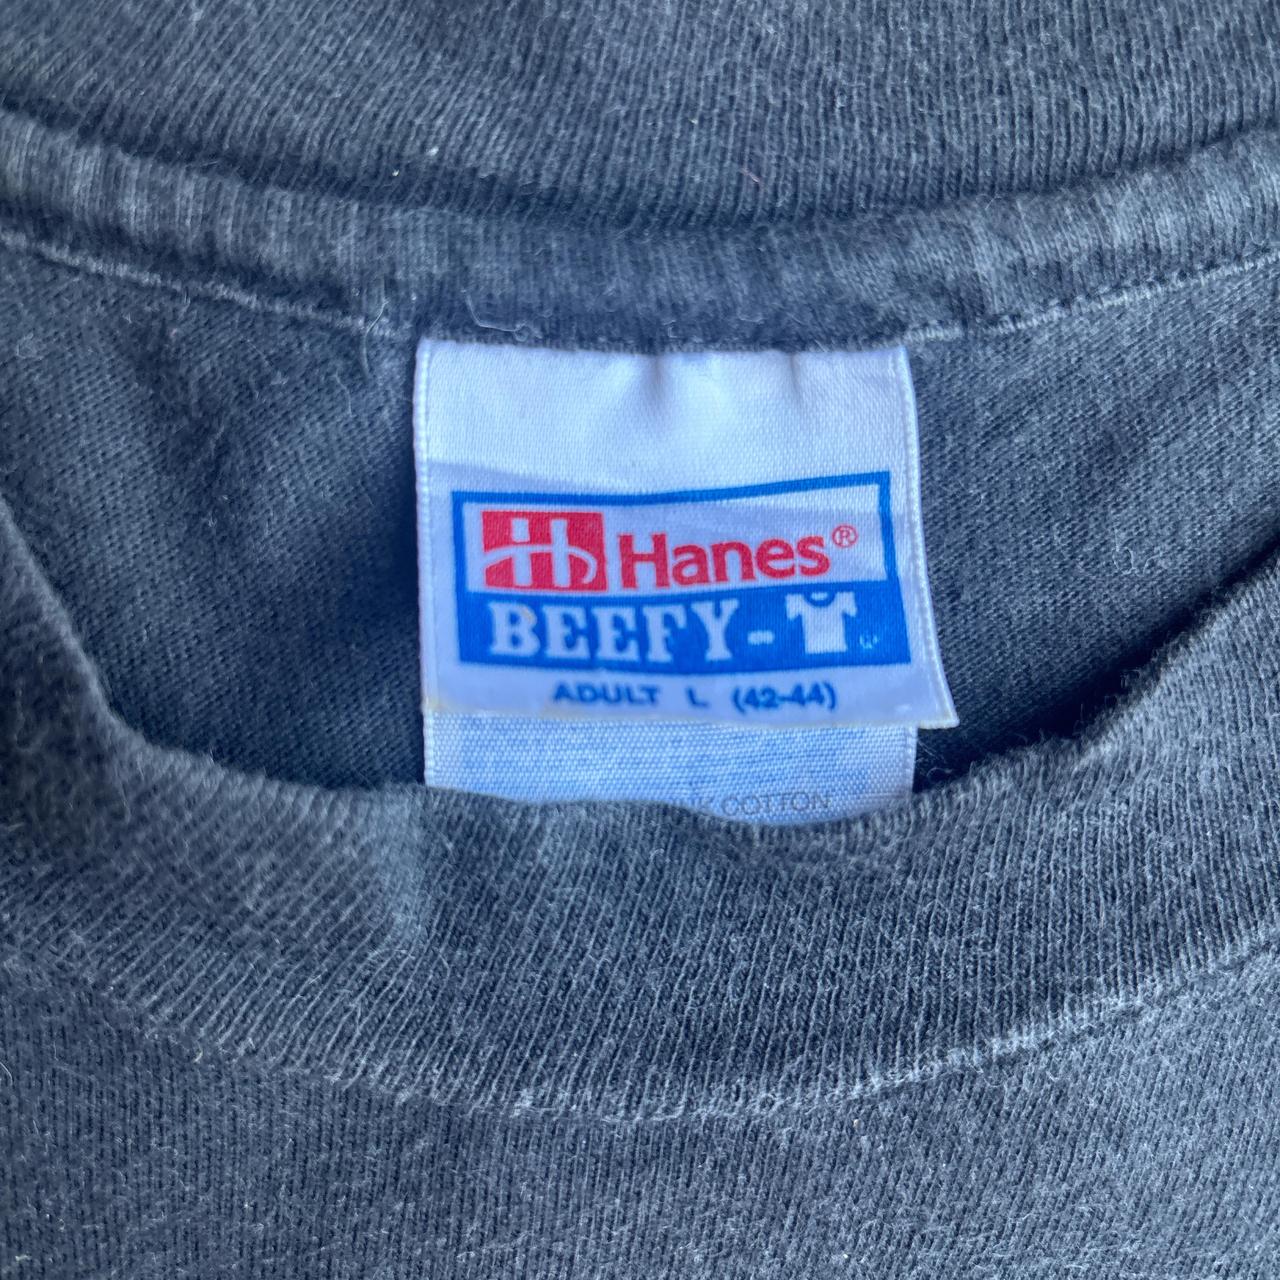 Hanes®
BEEFY-T®
ADULT L (42-44)
COTTON